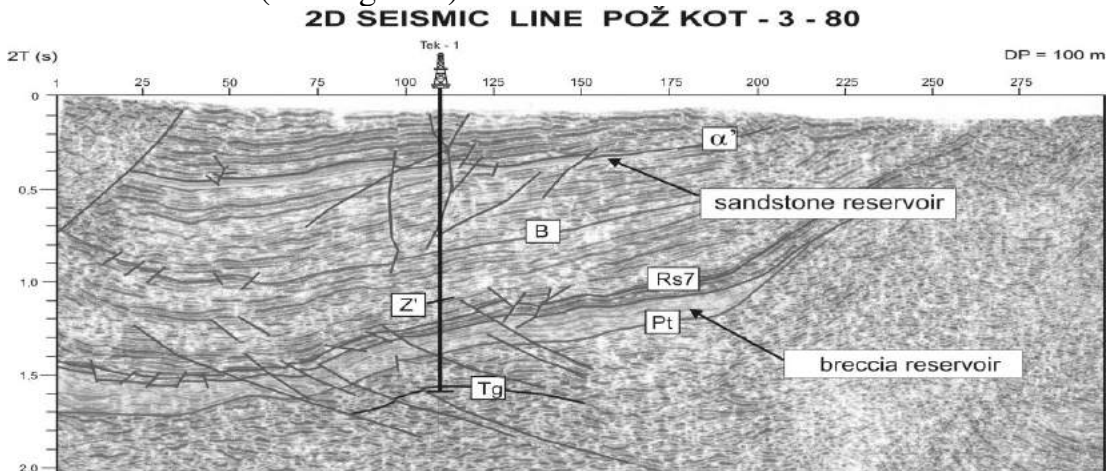 2D SEISMIC LINE POŽ KOT - 3 - 80
Tek - 1
2T (s)
DP = 100 m
1 25 50 75 100 125 150 175 200 225 250 275
0
α'
0.5
sandstone reservoir
B
1.0
Rs7
Z'
Pt
breccia reservoir
1.5
Tg
2.0